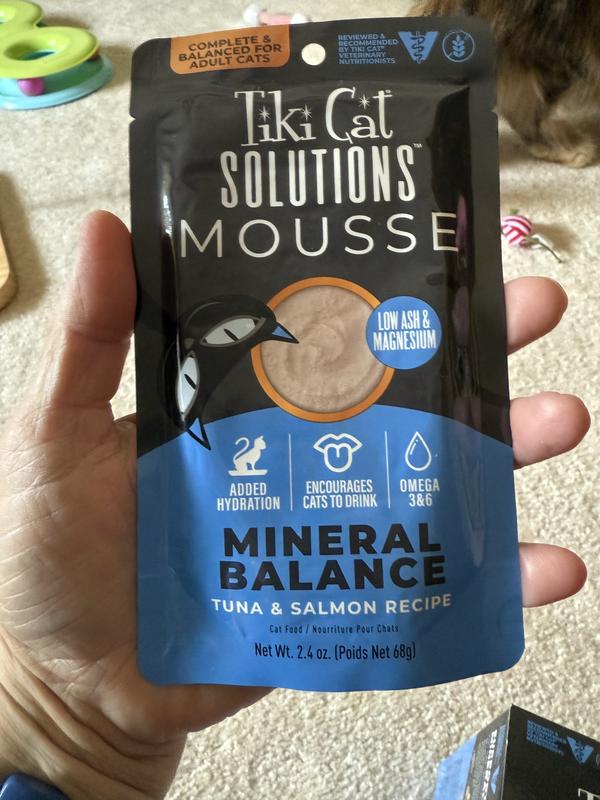 COMPLETE &
BALANCED FOR
ADULT CATS
REVIEWED &
RECOMMENDED
BY TIKI CAT™
VETERINARY
NUTRITIONISTS
Tiki Cat
SOLUTIONS™
MOUSSE
LOW ASH &
MAGNESIUM
ADDED
HYDRATION
ENCOURAGES
CATS TO DRINK
OMEGA
3&6
MINERAL
BALANCE
TUNA & SALMON RECIPE
Cat Food / Nourriture Pour Chats
Net Wt. 2.4 oz. (Poids Net 68g)